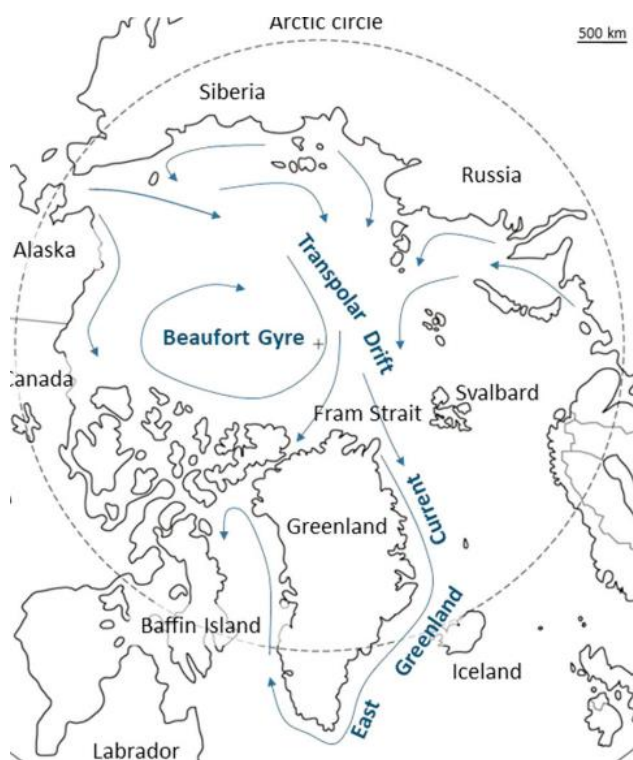 Arctic circle
500 km
Siberia
Russia
Alaska
Transpolar Drift
Beaufort Gyre
Canada
Svalbard
Fram Strait
Greenland
East Greenland Current
Baffin Island
Iceland
Labrador